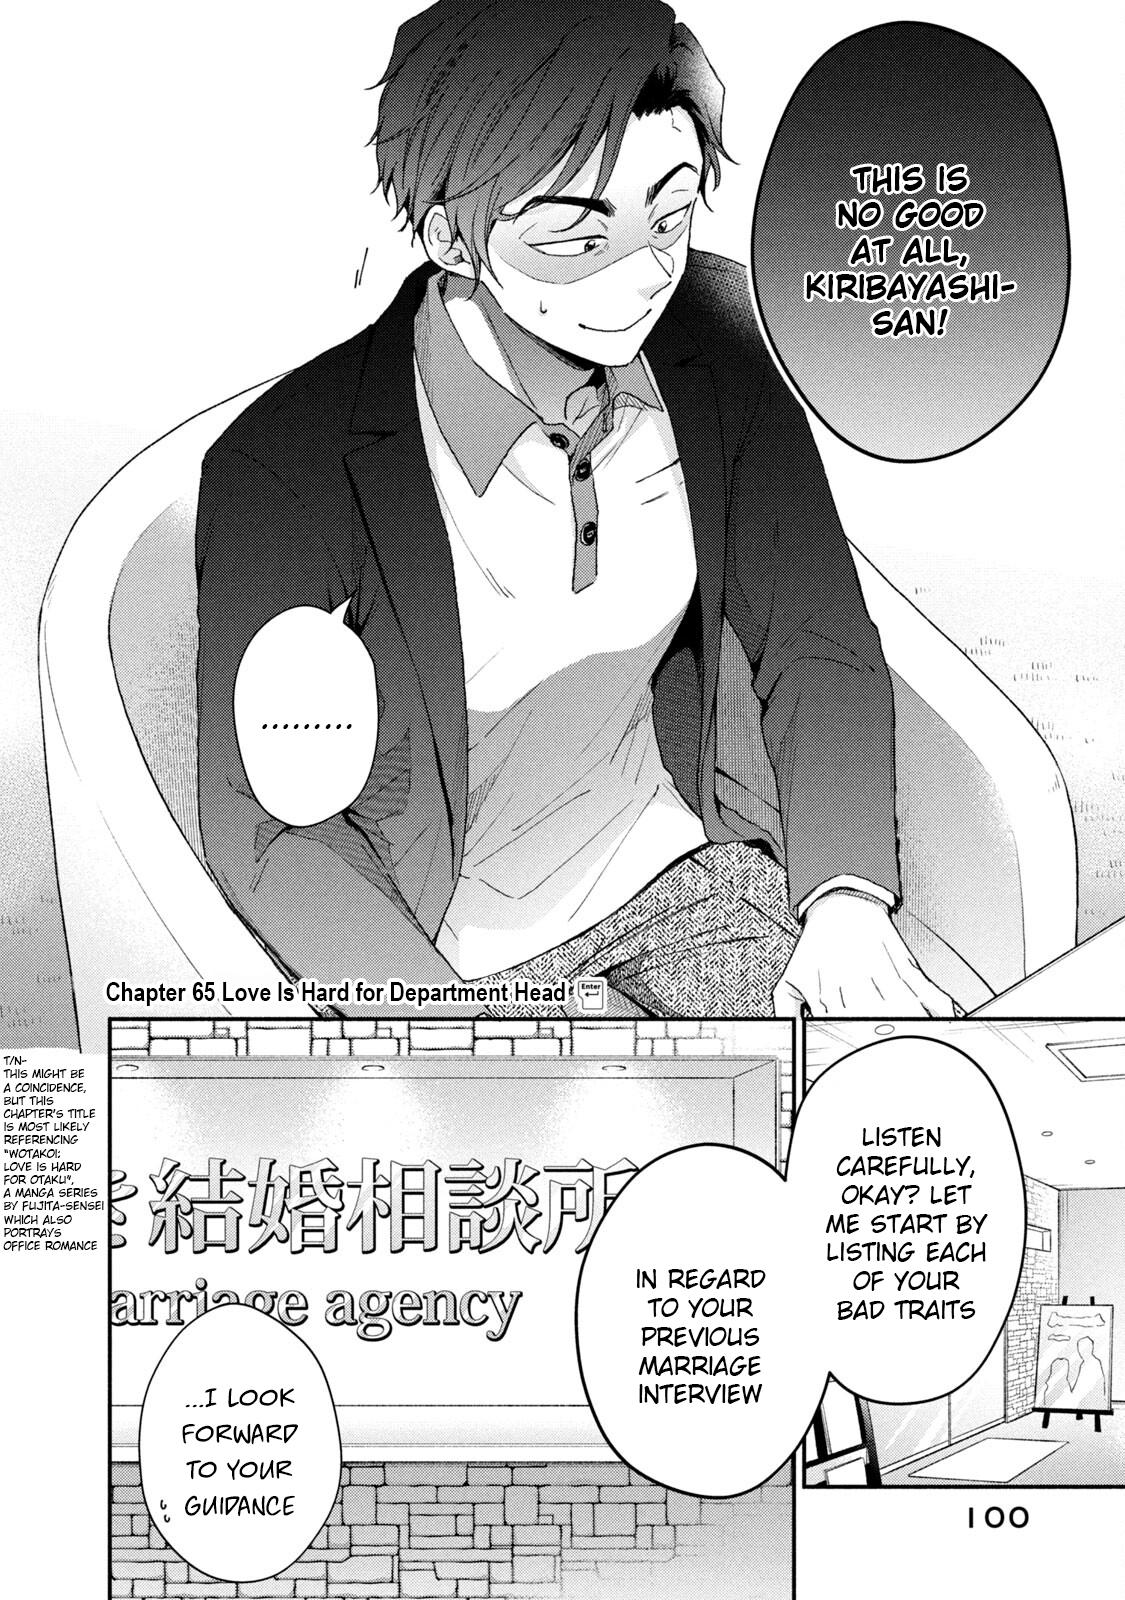 THIS IS
NO GOOD
AT ALL,
KIRIBAYASHI-
SAN!
.........
Chapter 65 Love Is Hard for Department Head Enter
T/N-
THIS MIGHT BE
A COINCIDENCE,
BUT THIS
CHAPTER'S TITLE
IS MOST LIKELY
REFERENCING
"WOTAKOI:
LOVE IS HARD
FOR OTAKU",
A MANGA SERIES
BY FUJITA-SENSEI
WHICH ALSO
PORTRAYS
OFFICE ROMANCE
LISTEN
CAREFULLY,
OKAY? LET
ME START BY
LISTING EACH
OF YOUR
BAD TRAITS
IN REGARD
TO YOUR
PREVIOUS
MARRIAGE
INTERVIEW
結婚相談所
arriage agency
...I LOOK
FORWARD
TO YOUR
GUIDANCE
100